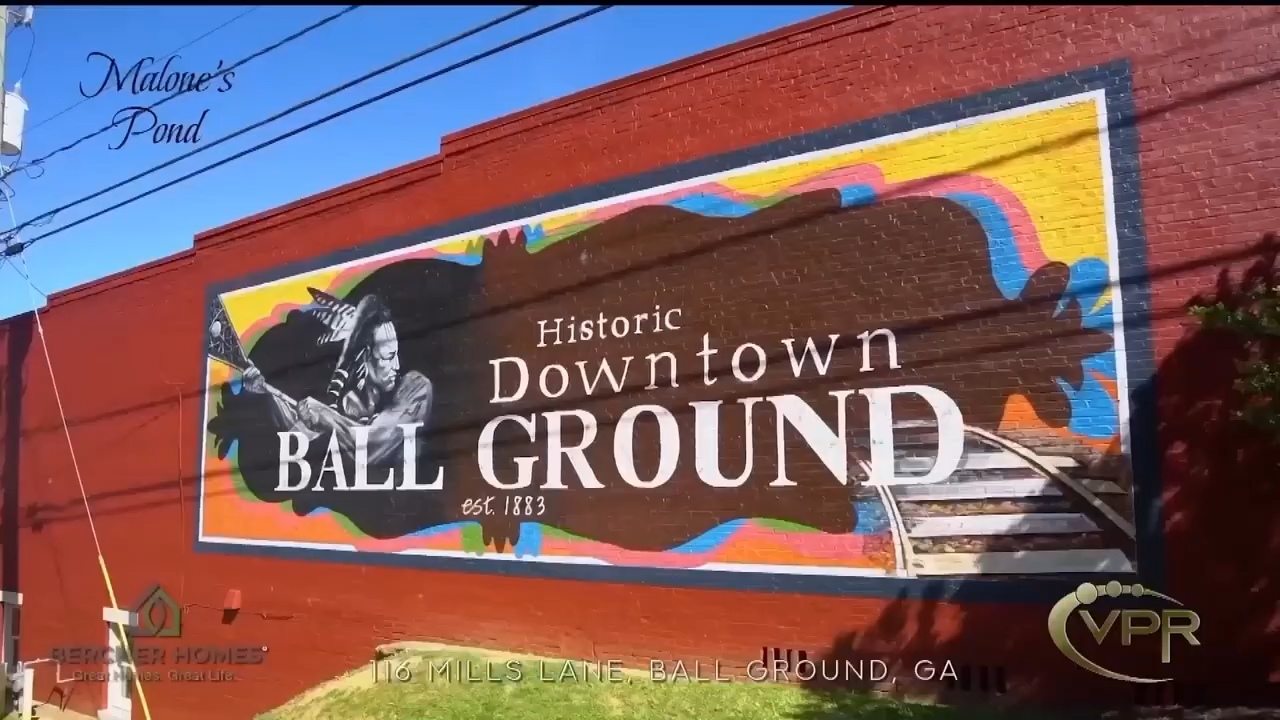 Malone's
Pond
Historic
Downtown
BALL GROUND
est. 1883
VPR
BERCHER HOMES
Great Homes. Great Life.
116 MILLS LANE, BALL GROUND, GA